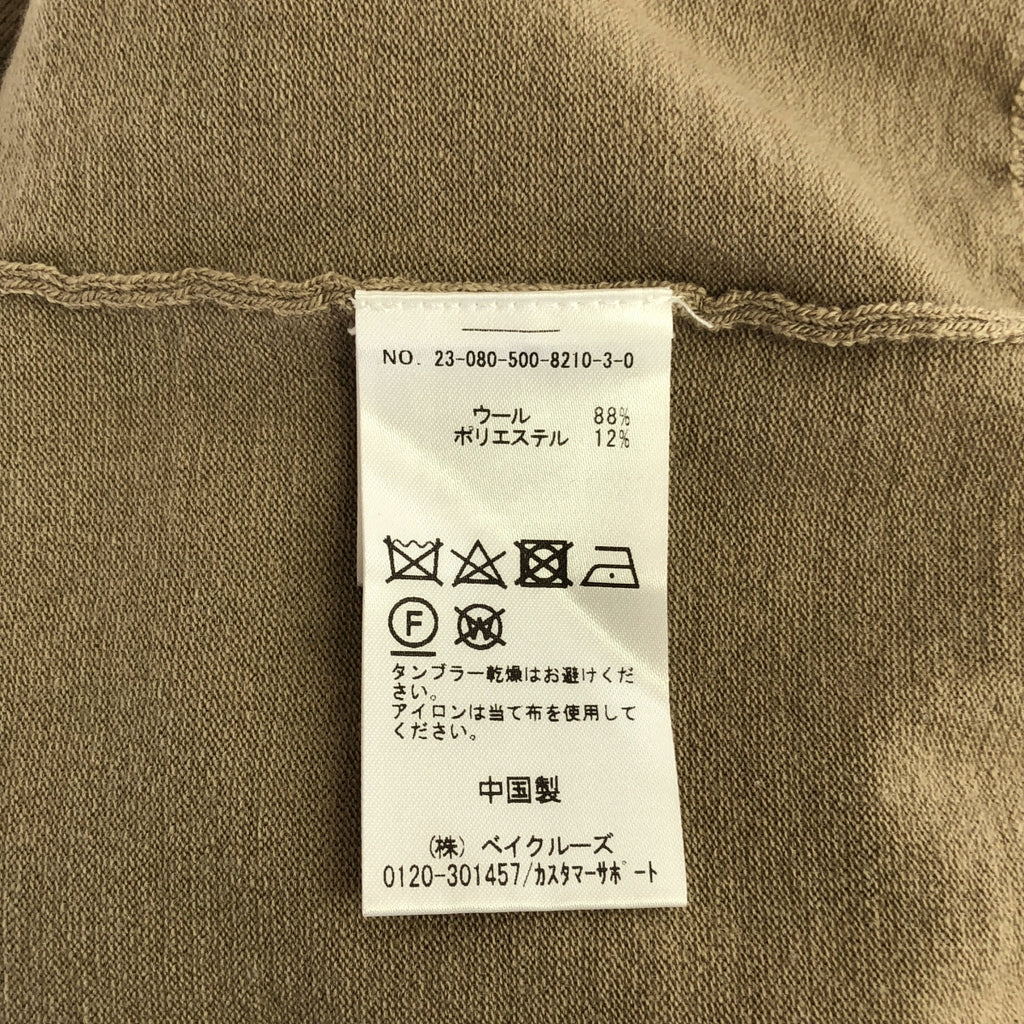 NO. 23-080-500-8210-3-0
ウール 88%
ポリエステル 12%
F W
タンブラー乾燥はお避けくだ
さい。
アイロンは当て布を使用して
ください。
中国製
(株) ベイクルーズ
0120-301457/カスタマーサポート